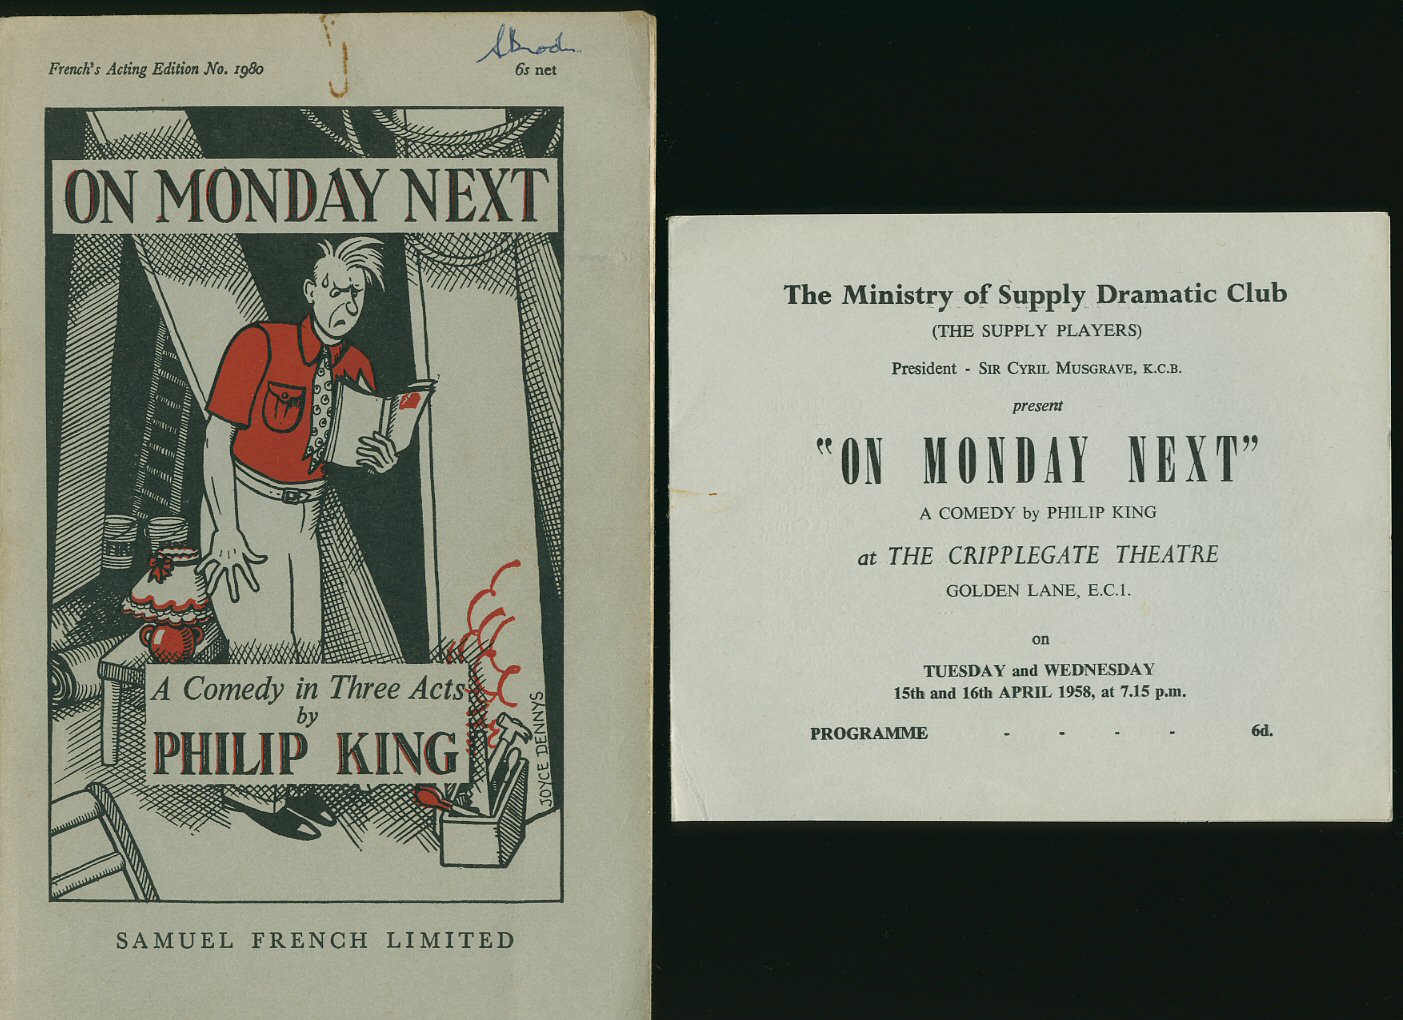 French's Acting Edition No. 1980
6s net
ON MONDAY NEXT
A Comedy in Three Acts
by
PHILIP KING
JOYCE DENNYS
SAMUEL FRENCH LIMITED
The Ministry of Supply Dramatic Club
(THE SUPPLY PLAYERS)
President - SIR CYRIL MUSGRAVE, K.C.B.
present
"ON MONDAY NEXT"
A COMEDY by PHILIP KING
at THE CRIPPLEGATE THEATRE
GOLDEN LANE, E.C.1.
on
TUESDAY and WEDNESDAY
15th and 16th APRIL 1958, at 7.15 p.m.
PROGRAMME - - - - 6d.